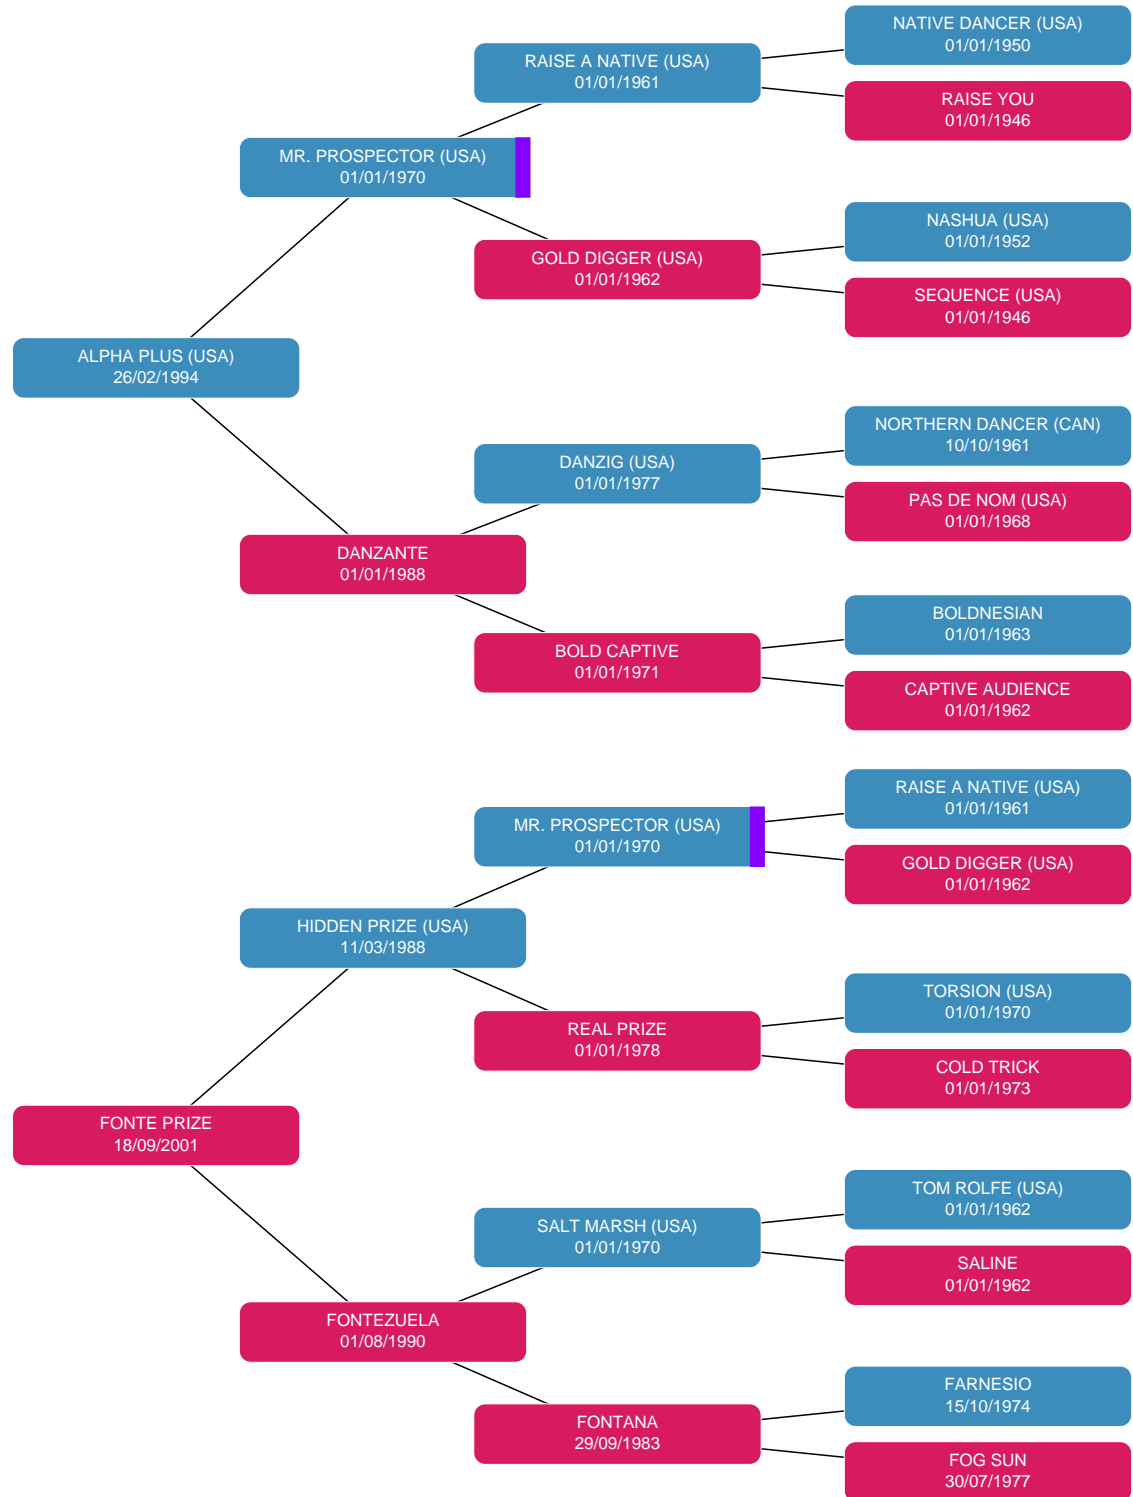 NATIVE DANCER (USA)
01/01/1950
RAISE A NATIVE (USA)
01/01/1961
RAISE YOU
01/01/1946
MR. PROSPECTOR (USA)
01/01/1970
NASHUA (USA)
01/01/1952
GOLD DIGGER (USA)
01/01/1962
SEQUENCE (USA)
01/01/1946
ALPHA PLUS (USA)
26/02/1994
NORTHERN DANCER (CAN)
10/10/1961
DANZIG (USA)
01/01/1977
PAS DE NOM (USA)
01/01/1968
DANZANTE
01/01/1988
BOLDNESIAN
01/01/1963
BOLD CAPTIVE
01/01/1971
CAPTIVE AUDIENCE
01/01/1962
RAISE A NATIVE (USA)
01/01/1961
MR. PROSPECTOR (USA)
01/01/1970
GOLD DIGGER (USA)
01/01/1962
HIDDEN PRIZE (USA)
11/03/1988
TORSION (USA)
01/01/1970
REAL PRIZE
01/01/1978
COLD TRICK
01/01/1973
FONTE PRIZE
18/09/2001
TOM ROLFE (USA)
01/01/1962
SALT MARSH (USA)
01/01/1970
SALINE
01/01/1962
FONTEZUELA
01/08/1990
FARNESIO
15/10/1974
FONTANA
29/09/1983
FOG SUN
30/07/1977